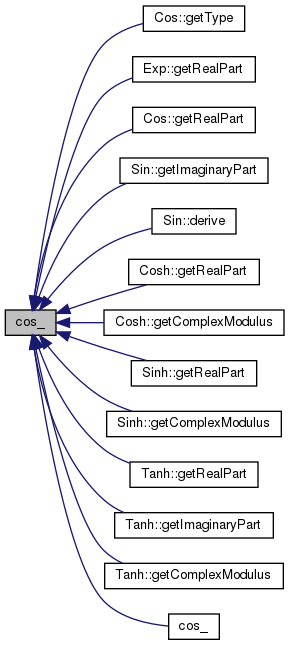 Cos::getType
Exp::getRealPart
Cos::getRealPart
Sin::getImaginaryPart
Sin::derive
Cosh::getRealPart
cos_
Cosh::getComplexModulus
Sinh::getRealPart
Sinh::getComplexModulus
Tanh::getRealPart
Tanh::getImaginaryPart
Tanh::getComplexModulus
cos_